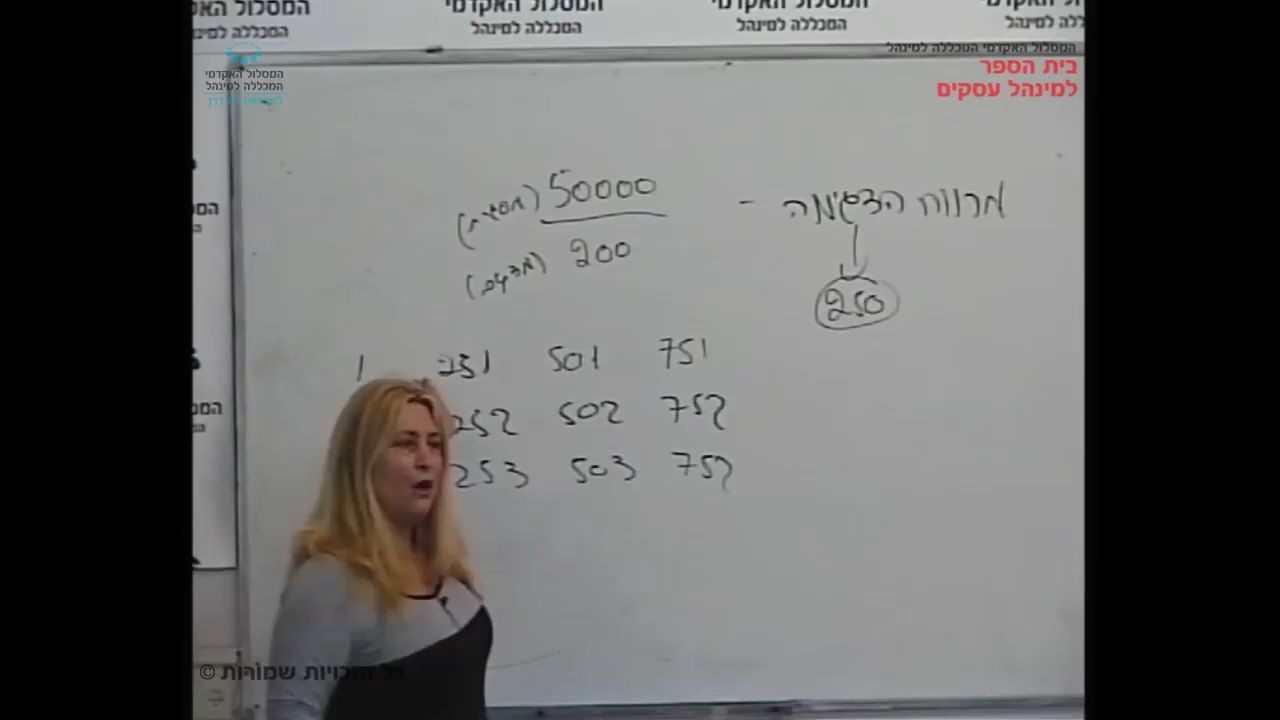 המסלול האקדמי
המכללה למינהל
המסלול האקדמי
המכללה למינהל
המסלול האקדמי המכללה למינהל
בית הספר
למינהל עסקים
המסלול האקדמי
המכללה למינהל
מרווח הדגימה - 50000 (מסגרת)
200 (מדגם)
250
1 251 501 751
252 502 752
253 503 752
כל הזכויות שמורות ©